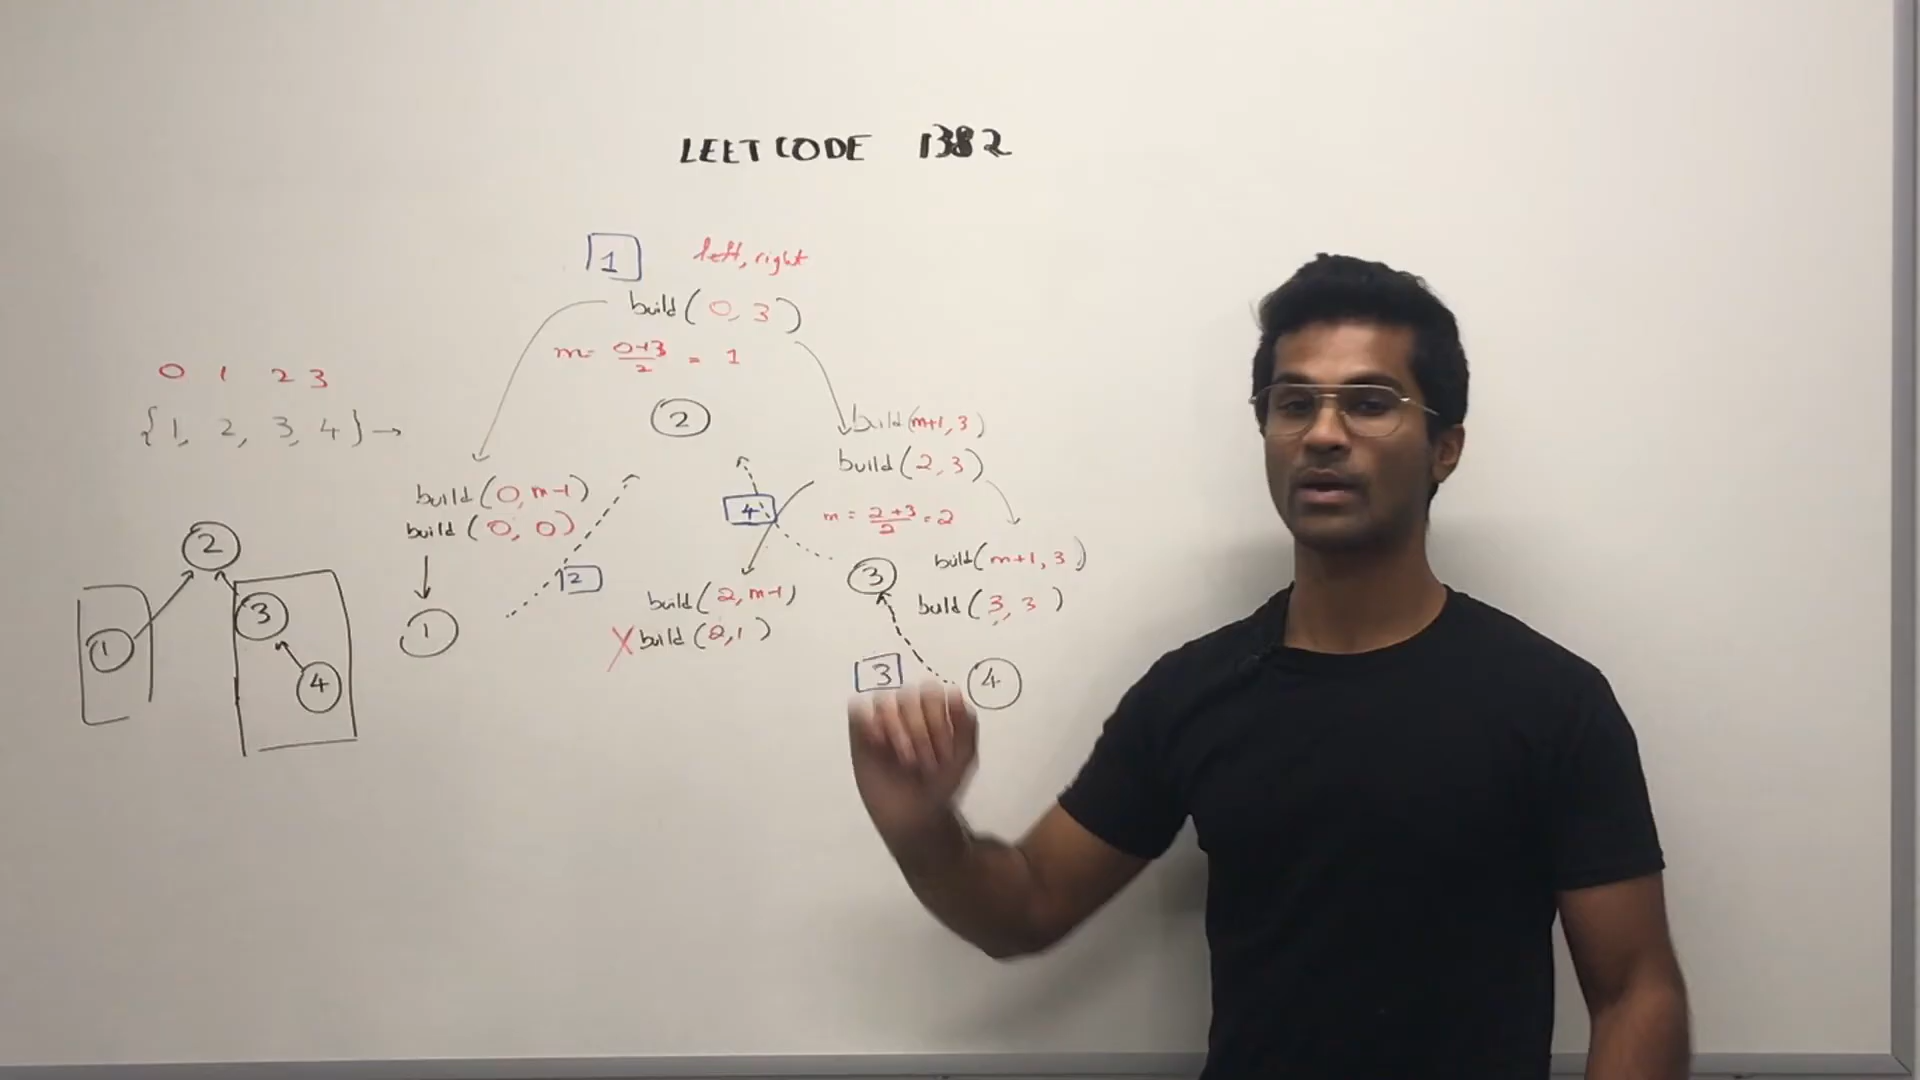 LEETCODE 1382
1 left, right
build(0, 3)
m= 0+3/2 = 1
0 1 2 3
{1, 2, 3, 4} →
2
build(m+1, 3)
build(2, 3)
m = 2+3/2 = 2
build(0, m-1)
build(0, 0)
4
2
2
1
3
4
1
build(2, m-1)
X build(2,1)
3
build(m+1, 3)
build(3, 3)
3
4